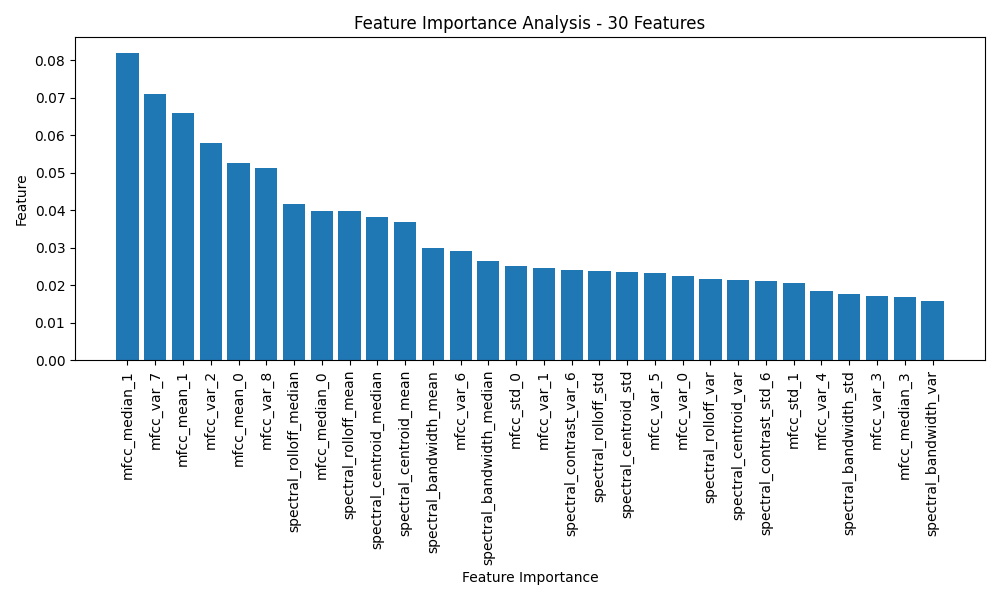 Feature Importance Analysis - 30 Features
Feature
0.08
0.07
0.06
0.05
0.04
0.03
0.02
0.01
0.00
mfcc_median_1
mfcc_var_7
mfcc_mean_1
mfcc_var_2
mfcc_mean_0
mfcc_var_8
spectral_rolloff_median
mfcc_median_0
spectral_rolloff_mean
spectral_centroid_median
spectral_centroid_mean
spectral_bandwidth_mean
mfcc_var_6
spectral_bandwidth_median
mfcc_std_0
mfcc_var_1
spectral_contrast_var_6
spectral_rolloff_std
spectral_centroid_std
mfcc_var_5
mfcc_var_0
spectral_rolloff_var
spectral_centroid_var
spectral_contrast_std_6
mfcc_std_1
mfcc_var_4
spectral_bandwidth_std
mfcc_var_3
mfcc_median_3
spectral_bandwidth_var
Feature Importance